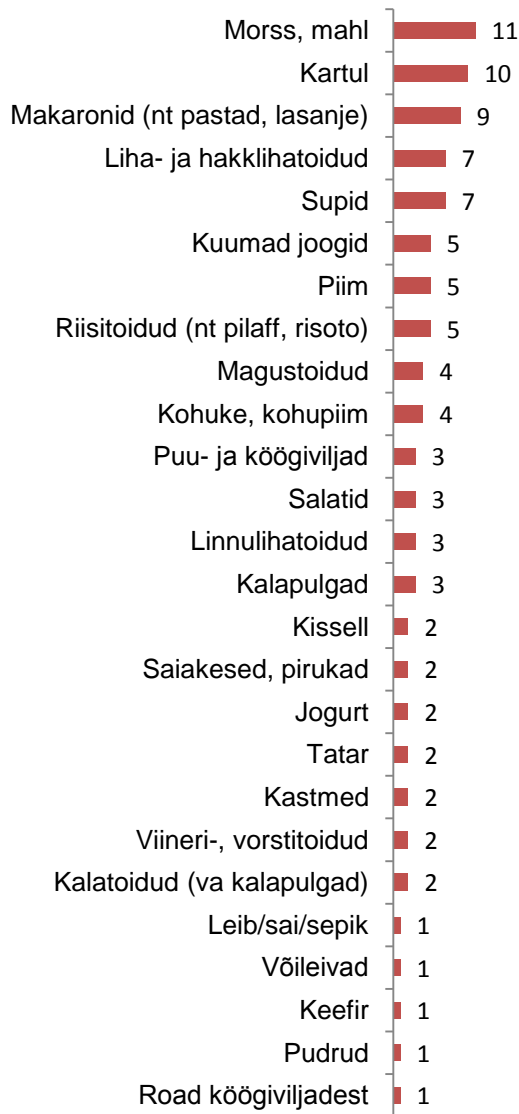 Morss, mahl 11
Kartul 10
Makaronid (nt pastad, lasanje) 9
Liha- ja hakklihatoidud 7
Supid 7
Kuumad joogid 5
Piim 5
Riisitoidud (nt pilaff, risoto) 5
Magustoidud 4
Kohuke, kohupiim 4
Puu- ja köögiviljad 3
Salatid 3
Linnulihatoidud 3
Kalapulgad 3
Kissell 2
Saiakesed, pirukad 2
Jogurt 2
Tatar 2
Kastmed 2
Viineri-, vorstitoidud 2
Kalatoidud (va kalapulgad) 2
Leib/sai/sepik 1
Võileivad 1
Keefir 1
Pudrud 1
Road köögiviljadest 1